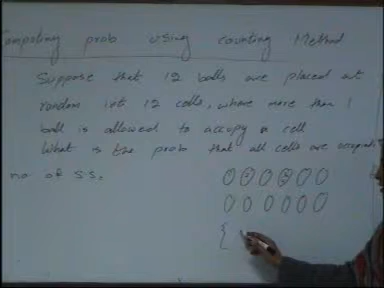 Computing prob using counting Method
Suppose that 12 balls are placed at
random into 12 cells, where more than 1
ball is allowed to occupy a cell
What is the prob that all cells are occupied
no of S.S.